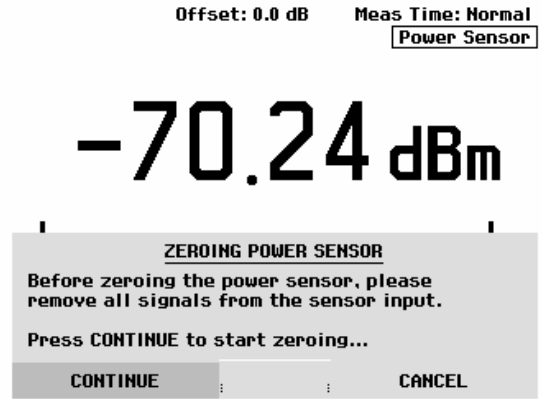 Offset: 0.0 dB Meas Time: Normal
Power Sensor
-70.24 dBm
ZEROING POWER SENSOR
Before zeroing the power sensor, please
remove all signals from the sensor input.
Press CONTINUE to start zeroing...
CONTINUE CANCEL